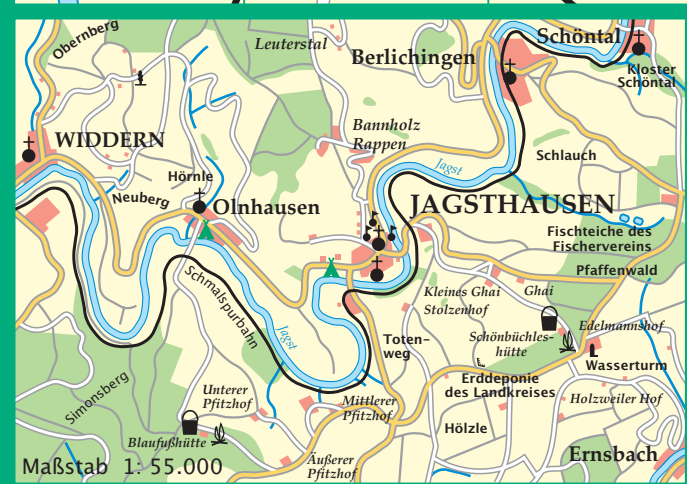 Obernberg
Leuterstal
Schöntal
Berlichingen
Kloster
Schöntal
WIDDERN
Bannholz
Rappen
Jagst
Schlauch
Hörnle
Neuberg
Olnhausen
JAGSTHAUSEN
Fischteiche des
Fischervereins
Pfaffenwald
Schmalspurbahn
Jagst
Kleines Ghai
Ghai
Stolzenhof
Edelmannshof
Toten-
weg
Schönbüchles-
hütte
Wasserturm
Erddeponie
des Landkreises
Simonsberg
Unterer
Pfitzhof
Mittlerer
Pfitzhof
Holzweiler Hof
Hölzle
Blaufußhütte
Äußerer
Pfitzhof
Ernsbach
Maßstab 1: 55.000